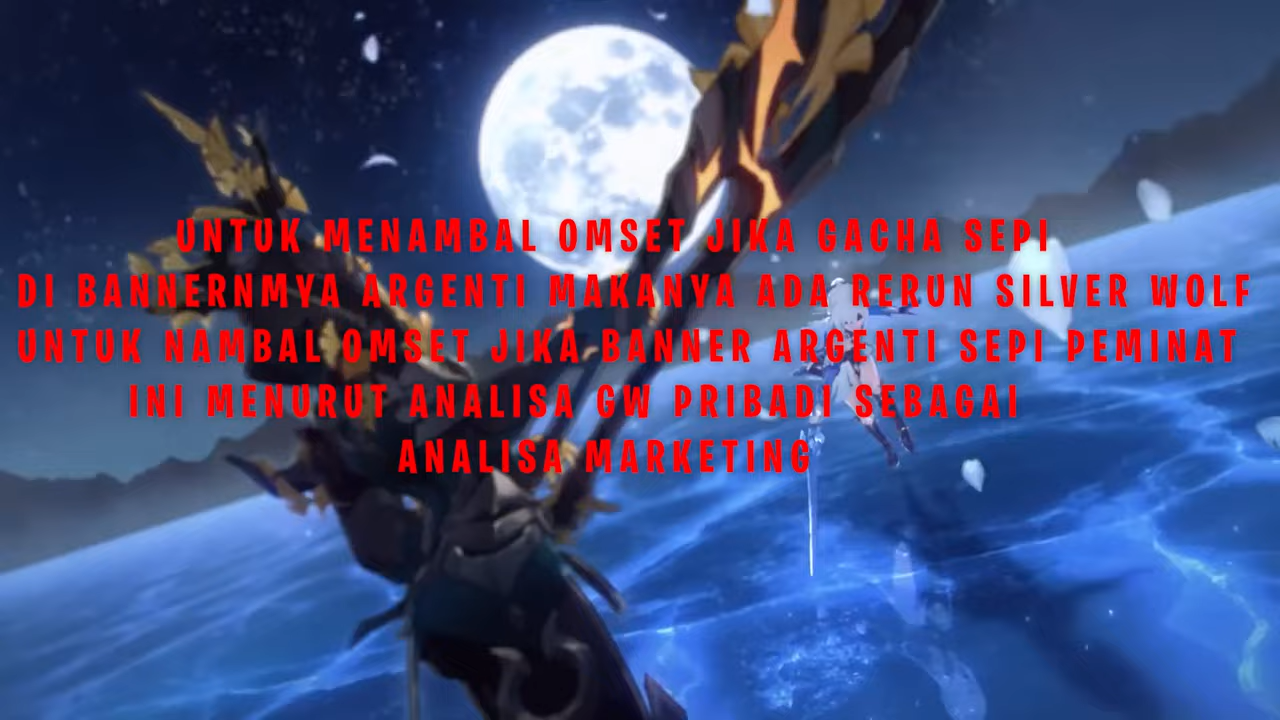 UNTUK MENAMBAL OMSET JIKA GACHA SEPI
DI BANNERNMYA ARGENTI MAKANYA ADA RERUN SILVER WOLF
UNTUK NAMBAL OMSET JIKA BANNER ARGENTI SEPI PEMINAT
INI MENURUT ANALISA GW PRIBADI SEBAGAI
ANALISA MARKETING